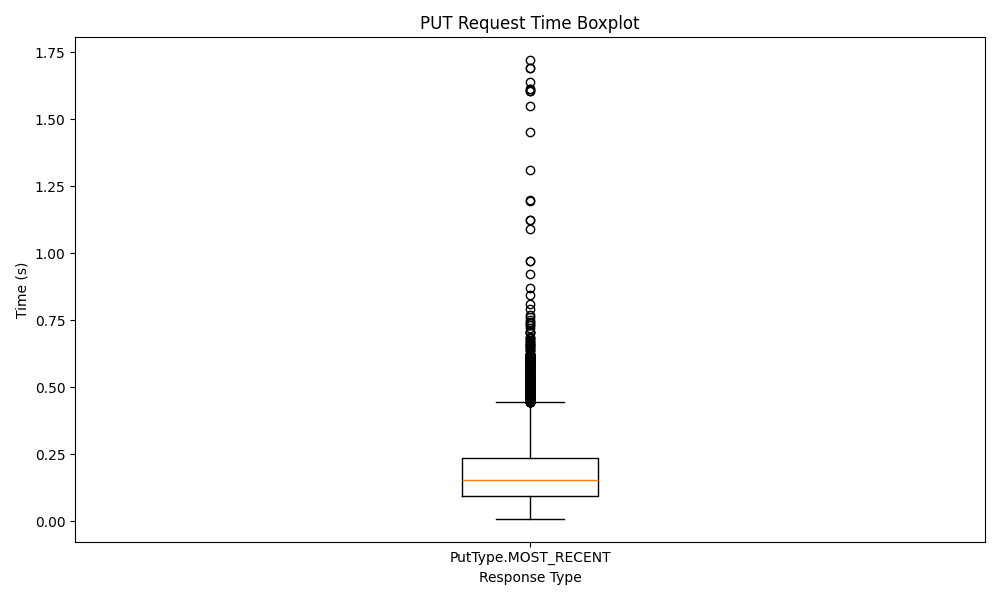 PUT Request Time Boxplot
1.75
1.50
1.25
1.00
0.75
0.50
0.25
0.00
Time (s)
PutType.MOST_RECENT
Response Type